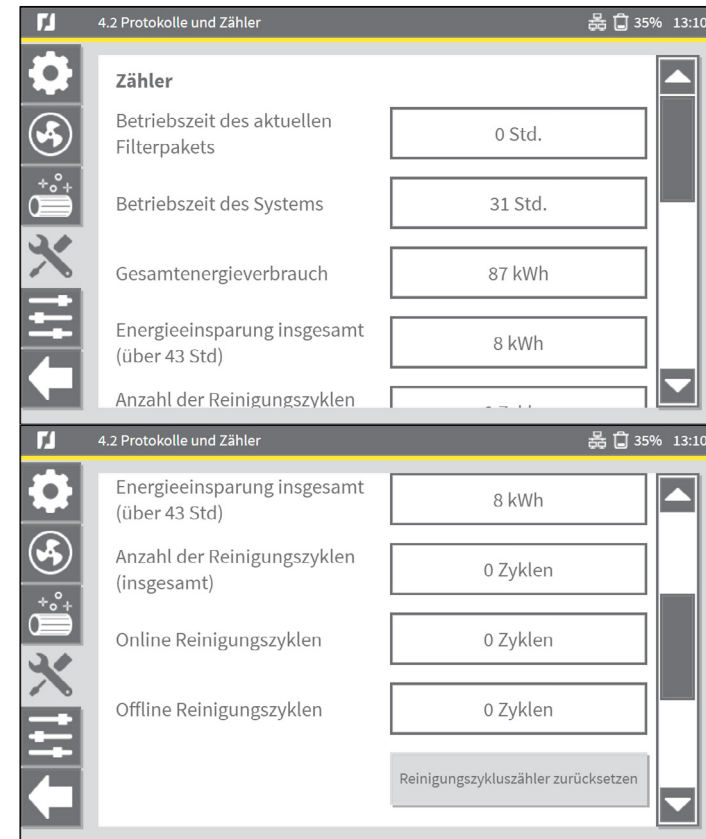 4.2 Protokolle und Zähler 35% 13:10
Zähler
Betriebszeit des aktuellen
Filterpakets
0 Std.
Betriebszeit des Systems 31 Std.
Gesamtenergieverbrauch 87 kWh
Energieeinsparung insgesamt
(über 43 Std)
8 kWh
Anzahl der Reinigungszyklen
4.2 Protokolle und Zähler 35% 13:10
Energieeinsparung insgesamt
(über 43 Std)
8 kWh
Anzahl der Reinigungszyklen
(insgesamt)
0 Zyklen
Online Reinigungszyklen 0 Zyklen
Offline Reinigungszyklen 0 Zyklen
Reinigungszykluszähler zurücksetzen